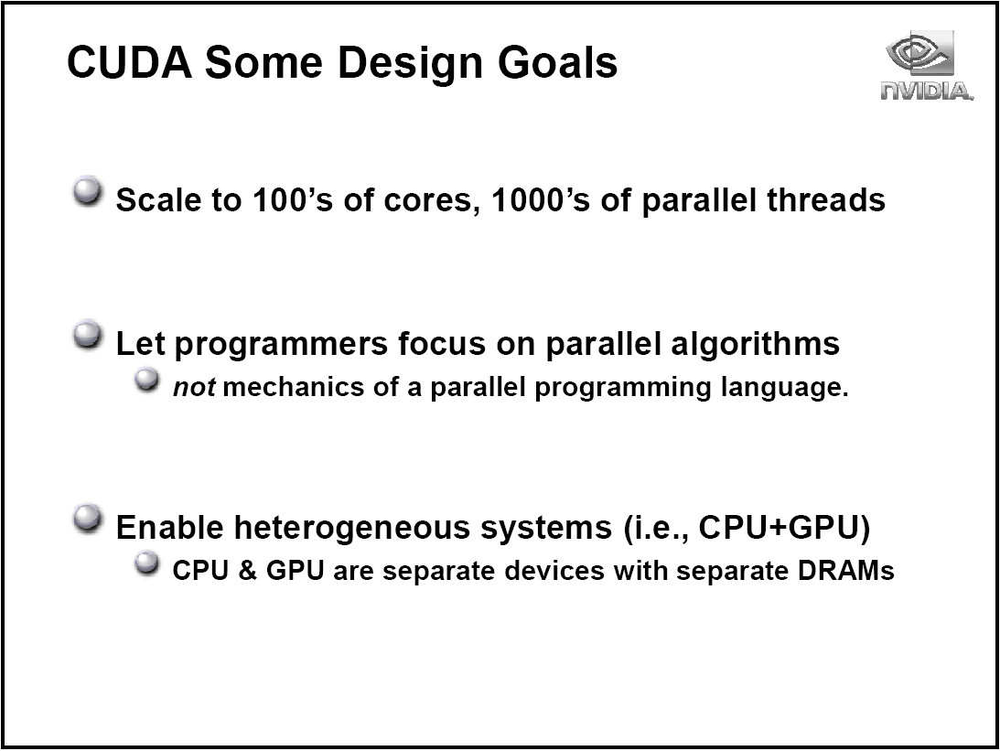 CUDA Some Design Goals
nVIDIA.
Scale to 100’s of cores, 1000’s of parallel threads
Let programmers focus on parallel algorithms
not mechanics of a parallel programming language.
Enable heterogeneous systems (i.e., CPU+GPU)
CPU & GPU are separate devices with separate DRAMs